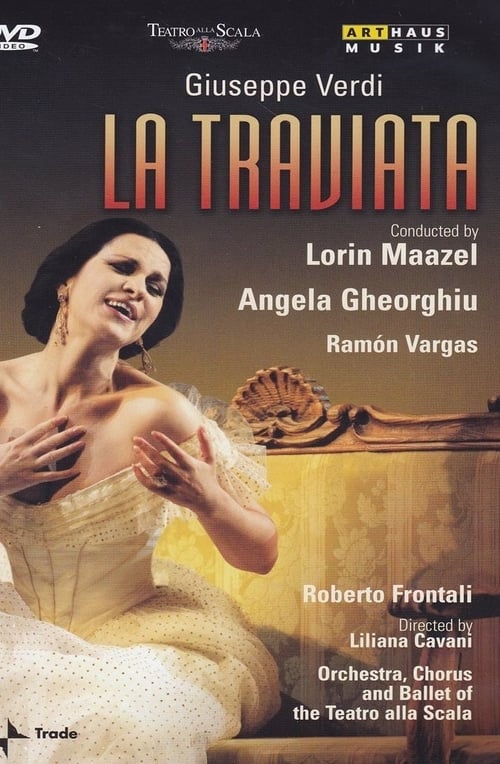 DVD
VIDEO
TEATRO ALLA SCALA
ARTHAUS
MUSIK
Giuseppe Verdi
LA TRAVIATA
Conducted by
Lorin Maazel
Angela Gheorghiu
Ramón Vargas
Roberto Frontali
Directed by
Liliana Cavani
Orchestra, Chorus
and Ballet of
the Teatro alla Scala
Trade